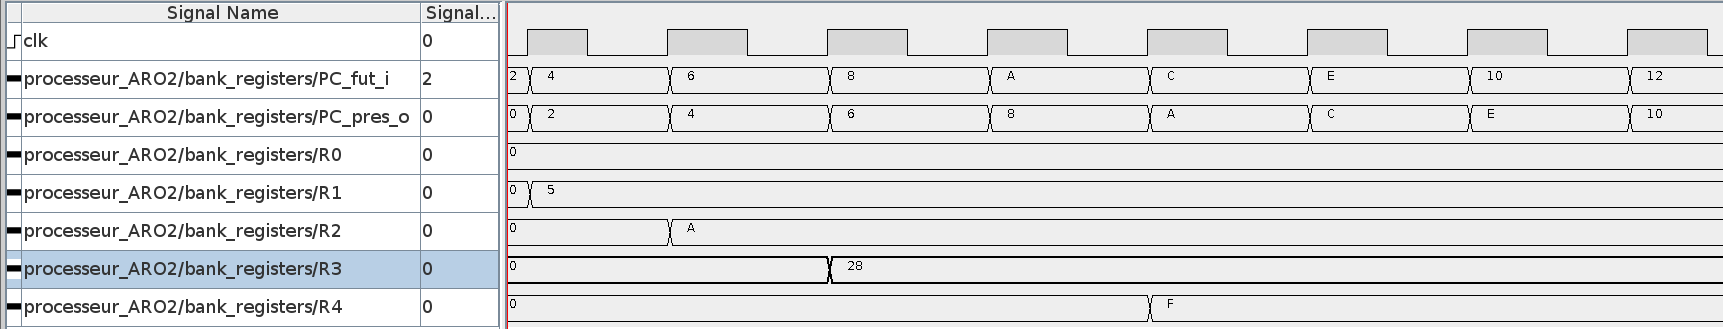 Signal Name Signal...
clk 0
processeur_ARO2/bank_registers/PC_fut_i 2 2 4 6 8 A C E 10 12
processeur_ARO2/bank_registers/PC_pres_o 0 0 2 4 6 8 A C E 10
processeur_ARO2/bank_registers/R0 0 0
processeur_ARO2/bank_registers/R1 0 0 5
processeur_ARO2/bank_registers/R2 0 0 A
processeur_ARO2/bank_registers/R3 0 0 28
processeur_ARO2/bank_registers/R4 0 0 F